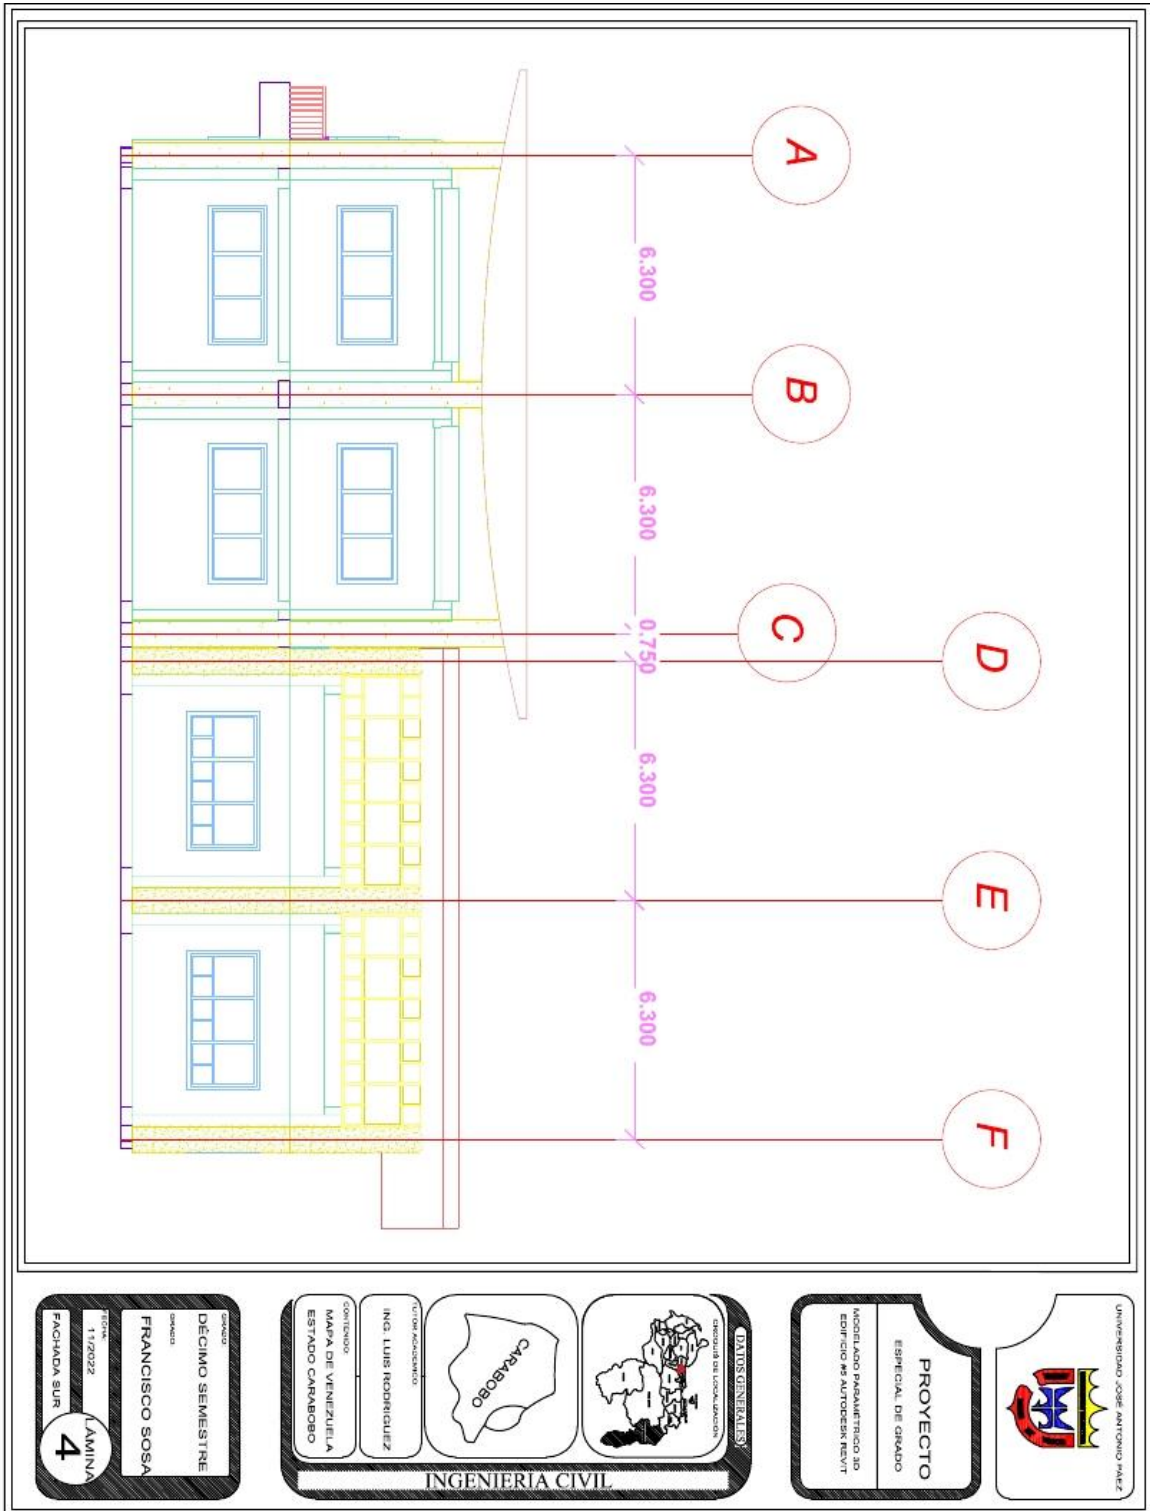 A
B
C
D
E
F
6.300
6.300
0.750
6.300
6.300
UNIVERSIDAD JOSÉ ANTONIO PAEZ
PROYECTO
ESPECIAL DE GRADO
MODELADO PARAMÉTRICO 3D
EDIFICIO #5 AUTODESK REVIT
DATOS GENERALES
CROQUIS DE LOCALIZACIÓN
CARABOBO
TUTOR ACADEMICO:
ING. LUIS RODRIGUEZ
CONTENIDO:
MAPA DE VENEZUELA
ESTADO CARABOBO
INGENIERIA CIVIL
GRADO:
DÉCIMO SEMESTRE
FRANCISCO SOSA
FECHA:
11/2022
LÁMINA
FACHADA SUR
4